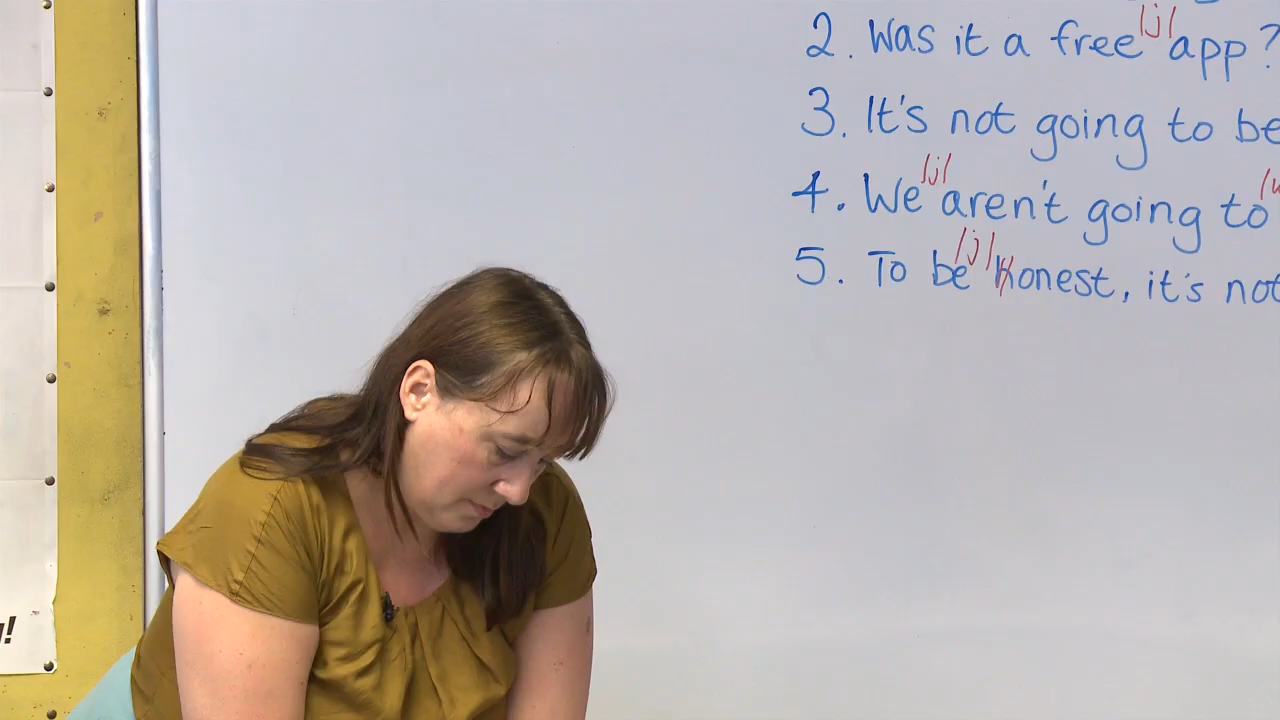 /j/
2. Was it a free app?
3. It's not going to be
/j/
4. We aren't going to
/j/
5. To be honest, it's not
!